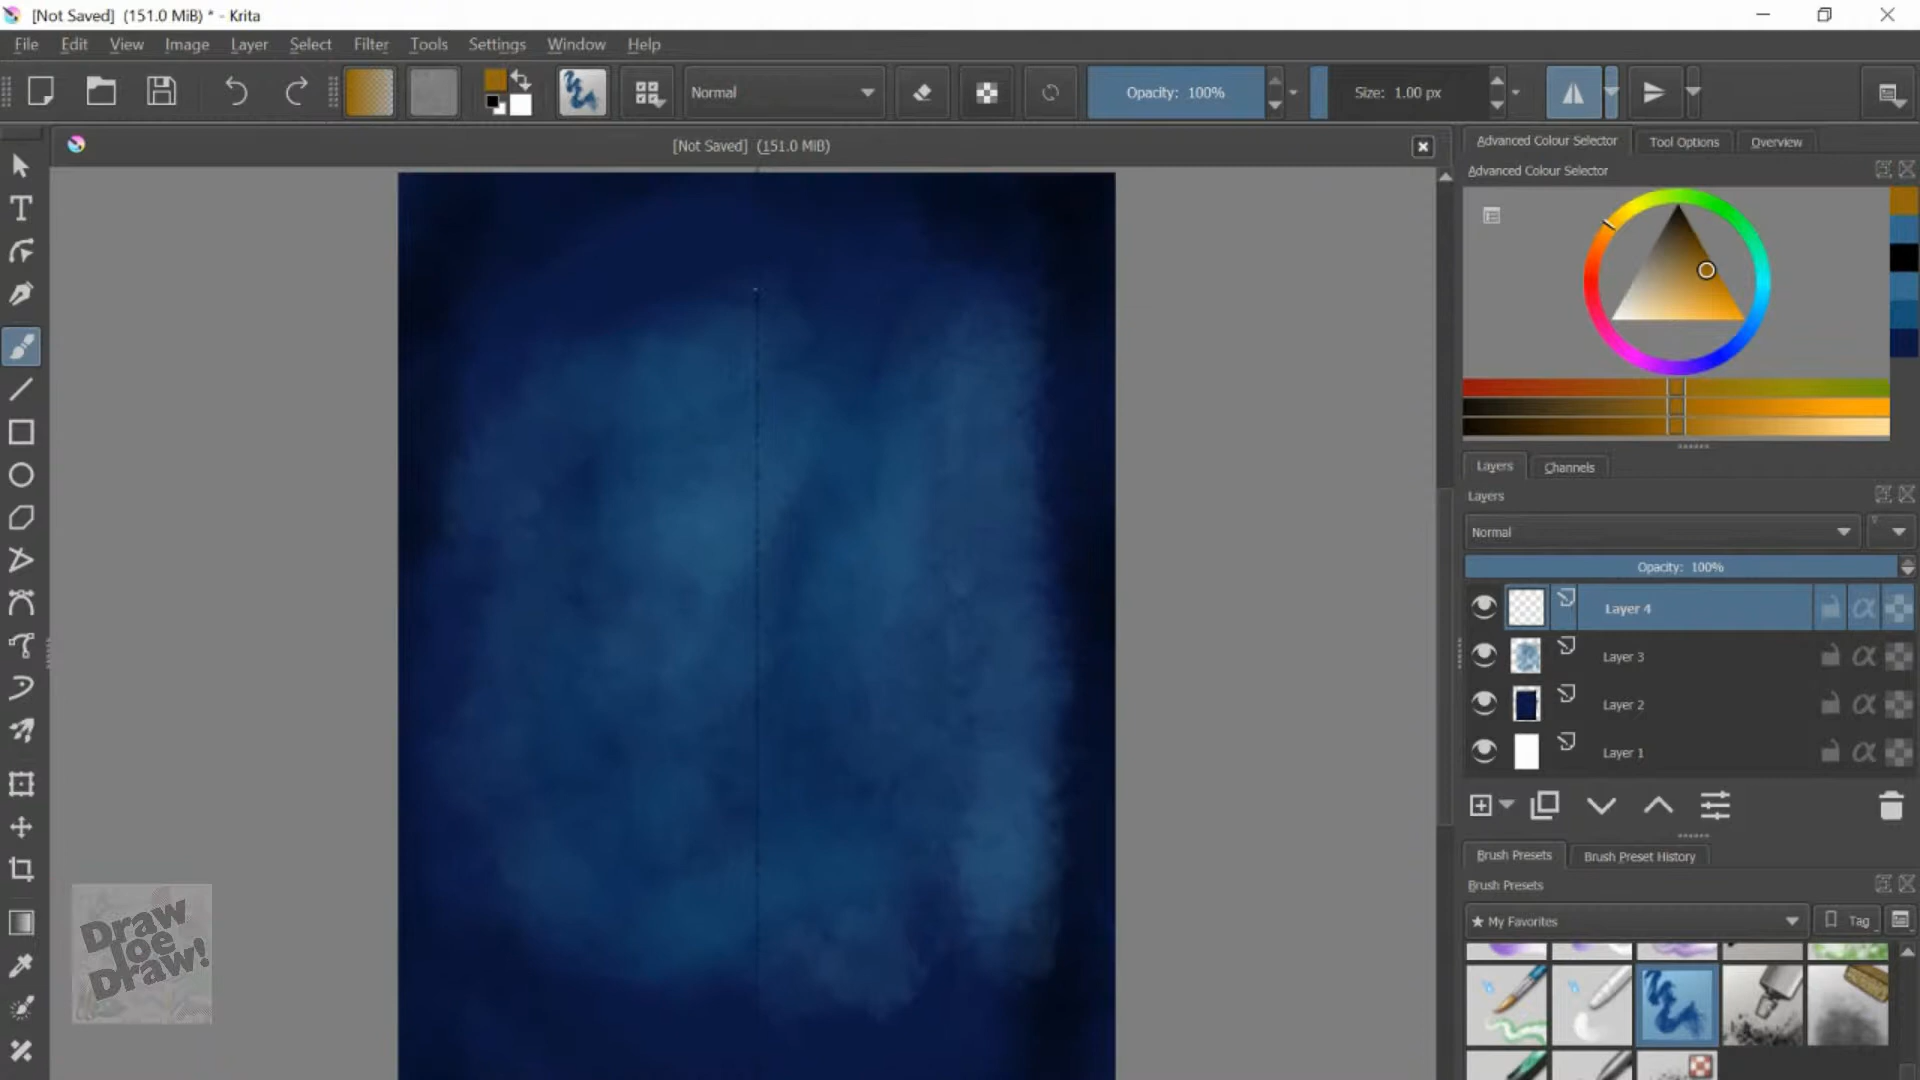 [Not Saved] (151.0 MiB) * - Krita
File Edit View Image Layer Select Filter Tools Settings Window Help
Normal Opacity: 100% Size: 1.00 px
[Not Saved] (151.0 MiB)
Advanced Colour Selector Tool Options Overview
Advanced Colour Selector
Layers Channels
Layers
Normal
Opacity: 100%
Layer 4
Layer 3
Layer 2
Layer 1
Brush Presets Brush Preset History
Brush Presets
★ My Favorites Tag
Draw
Joe
Draw!